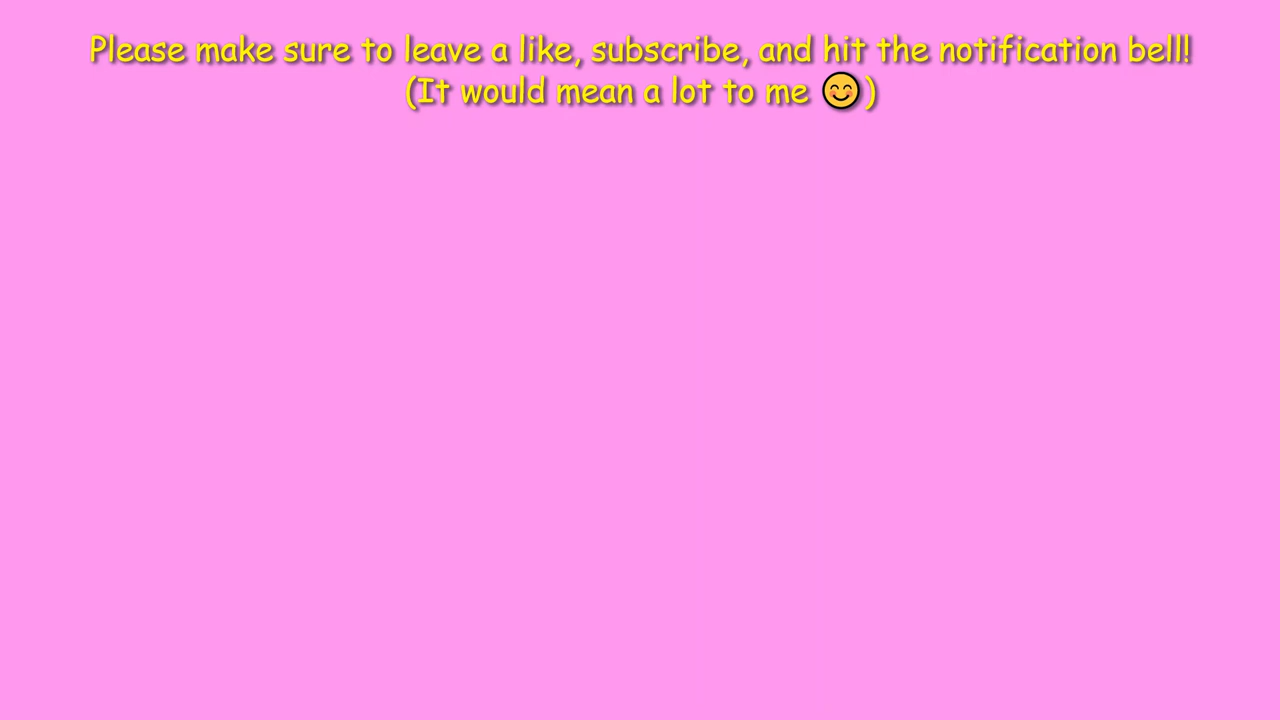 Please make sure to leave a like, subscribe, and hit the notification bell!
(It would mean a lot to me 😊)